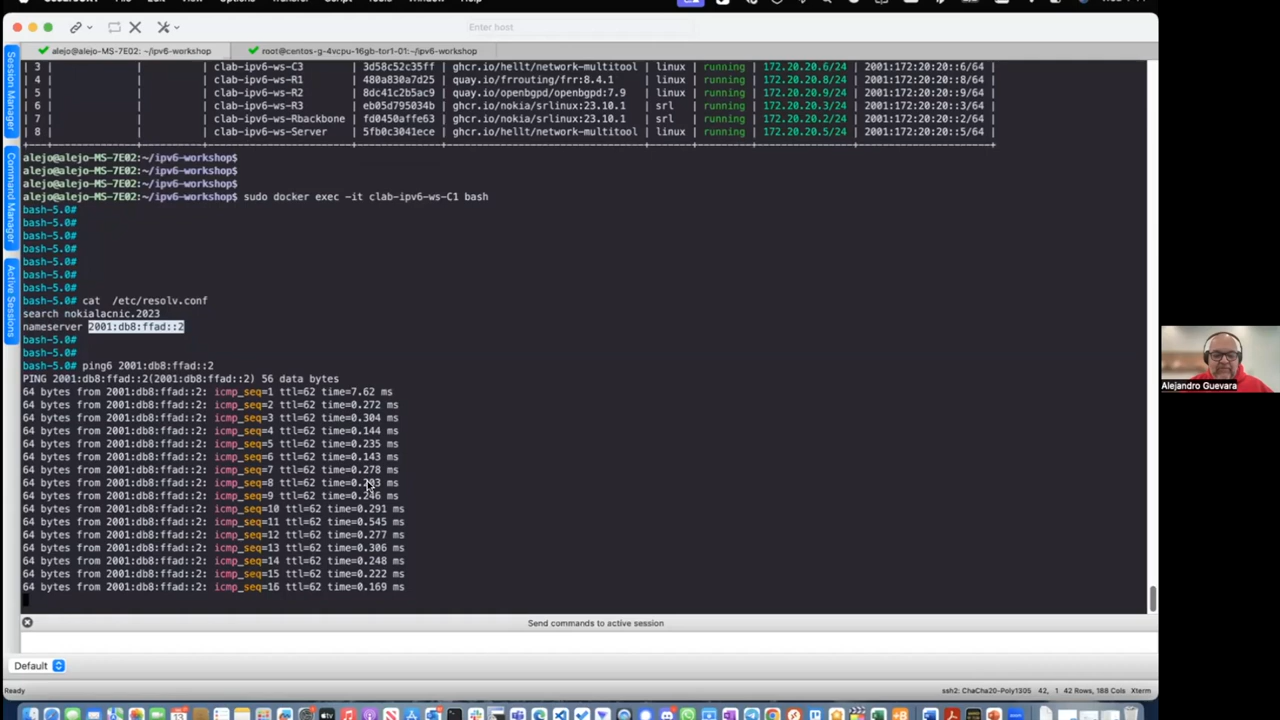 Enter host
alejo@alejo-MS-7E02: ~/ipv6-workshop
root@centos-g-4vcpu-16gb-tor1-01:~/ipv6-workshop
Session Manager
Command Manager
Active Sessions
| 3 | | | clab-ipv6-ws-C3 | 3d58c52c35ff | ghcr.io/hellt/network-multitool | linux | running | 172.20.20.6/24 | 2001:172:20:20::6/64 |
| 4 | | | clab-ipv6-ws-R1 | 480a830a7d25 | quay.io/frrouting/frr:8.4.1 | linux | running | 172.20.20.8/24 | 2001:172:20:20::8/64 |
| 5 | | | clab-ipv6-ws-R2 | 8dc41c2b5ac9 | quay.io/openbgpd/openbgpd:7.9 | linux | running | 172.20.20.9/24 | 2001:172:20:20::9/64 |
| 6 | | | clab-ipv6-ws-R3 | eb05d795034b | ghcr.io/nokia/srlinux:23.10.1 | srl | running | 172.20.20.3/24 | 2001:172:20:20::3/64 |
| 7 | | | clab-ipv6-ws-Rbackbone | fd0450affe63 | ghcr.io/nokia/srlinux:23.10.1 | srl | running | 172.20.20.2/24 | 2001:172:20:20::2/64 |
| 8 | | | clab-ipv6-ws-Server | 5fb0c3041ece | ghcr.io/hellt/network-multitool | linux | running | 172.20.20.5/24 | 2001:172:20:20::5/64 |
alejo@alejo-MS-7E02:~/ipv6-workshop$
alejo@alejo-MS-7E02:~/ipv6-workshop$
alejo@alejo-MS-7E02:~/ipv6-workshop$
alejo@alejo-MS-7E02:~/ipv6-workshop$ sudo docker exec -it clab-ipv6-ws-C1 bash
bash-5.0#
bash-5.0#
bash-5.0#
bash-5.0#
bash-5.0#
bash-5.0#
bash-5.0#
bash-5.0# cat /etc/resolv.conf
search nokialacnic.2023
nameserver 2001:db8:ffad::2
bash-5.0#
bash-5.0#
bash-5.0# ping6 2001:db8:ffad::2
PING 2001:db8:ffad::2(2001:db8:ffad::2) 56 data bytes
64 bytes from 2001:db8:ffad::2: icmp_seq=1 ttl=62 time=7.62 ms
64 bytes from 2001:db8:ffad::2: icmp_seq=2 ttl=62 time=0.272 ms
64 bytes from 2001:db8:ffad::2: icmp_seq=3 ttl=62 time=0.304 ms
64 bytes from 2001:db8:ffad::2: icmp_seq=4 ttl=62 time=0.144 ms
64 bytes from 2001:db8:ffad::2: icmp_seq=5 ttl=62 time=0.235 ms
64 bytes from 2001:db8:ffad::2: icmp_seq=6 ttl=62 time=0.143 ms
64 bytes from 2001:db8:ffad::2: icmp_seq=7 ttl=62 time=0.278 ms
64 bytes from 2001:db8:ffad::2: icmp_seq=8 ttl=62 ms
64 bytes from 2001:db8:ffad::2: icmp_seq=9 ttl=62 time=0.246 ms
64 bytes from 2001:db8:ffad::2: icmp_seq=10 ttl=62 time=0.291 ms
64 bytes from 2001:db8:ffad::2: icmp_seq=11 ttl=62 time=0.545 ms
64 bytes from 2001:db8:ffad::2: icmp_seq=12 ttl=62 time=0.277 ms
64 bytes from 2001:db8:ffad::2: icmp_seq=13 ttl=62 time=0.306 ms
64 bytes from 2001:db8:ffad::2: icmp_seq=14 ttl=62 time=0.248 ms
64 bytes from 2001:db8:ffad::2: icmp_seq=15 ttl=62 time=0.222 ms
64 bytes from 2001:db8:ffad::2: icmp_seq=16 ttl=62 time=0.169 ms
Alejandro Guevara
Send commands to active session
Default
Ready
ssh2: ChaCha20-Poly1305 42, 1 42 Rows, 188 Cols Xterm